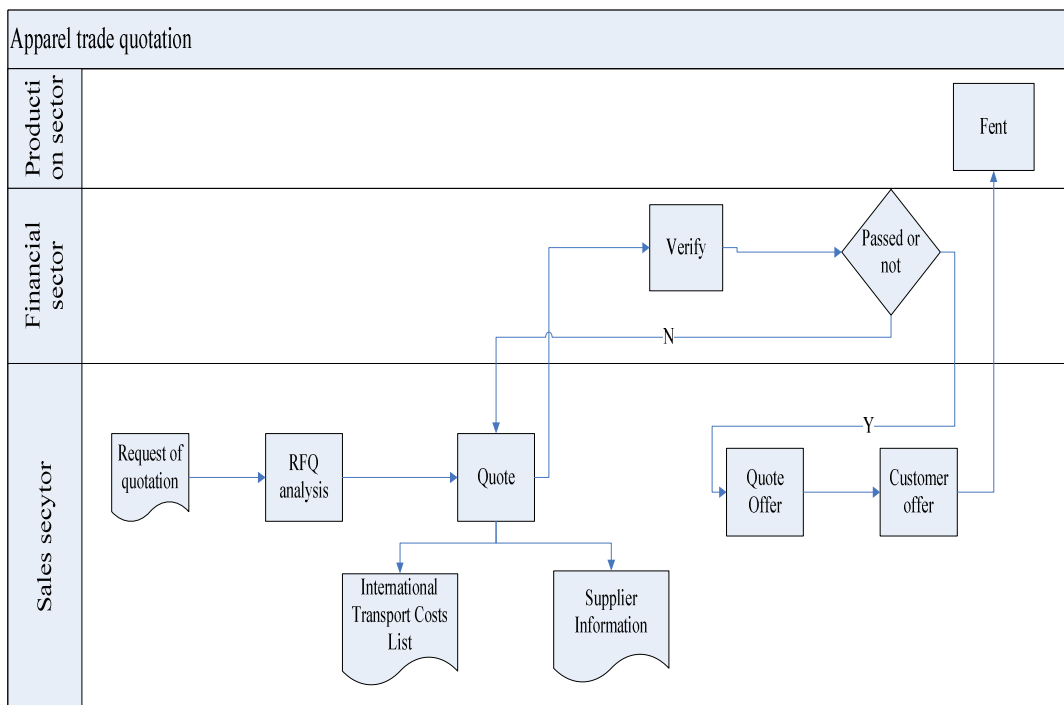 Apparel trade quotation
Producti
on sector
Fent
Financial
sector
Verify
Passed or
not
N
Sales secytor
Request of
quotation
RFQ
analysis
Quote
Y
Quote
Offer
Customer
offer
International
Transport Costs
List
Supplier
Information